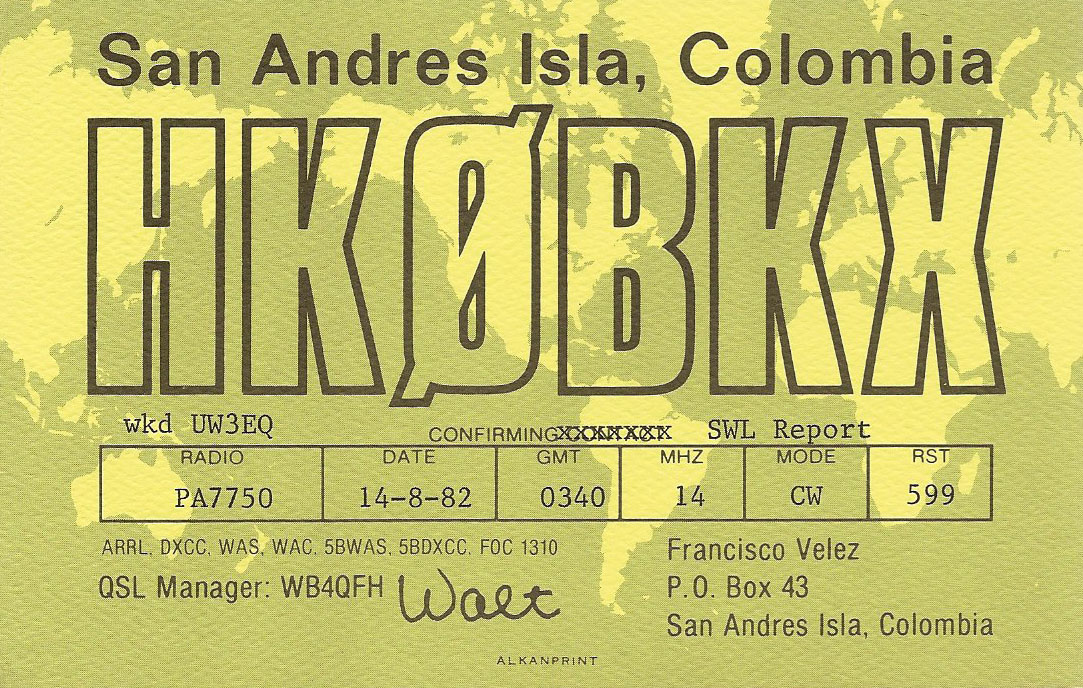 San Andres Isla, Colombia
HKØBKX
wkd UW3EQ
CONFIRMING XXXXXXX SWL Report
RADIO DATE GMT MHZ MODE RST
PA7750 14-8-82 0340 14 CW 599
ARRL, DXCC, WAS, WAC, 5BWAS, 5BDXCC, FOC 1310
QSL Manager: WB4QFH Walt
Francisco Velez
P.O. Box 43
San Andres Isla, Colombia
ALKANPRINT